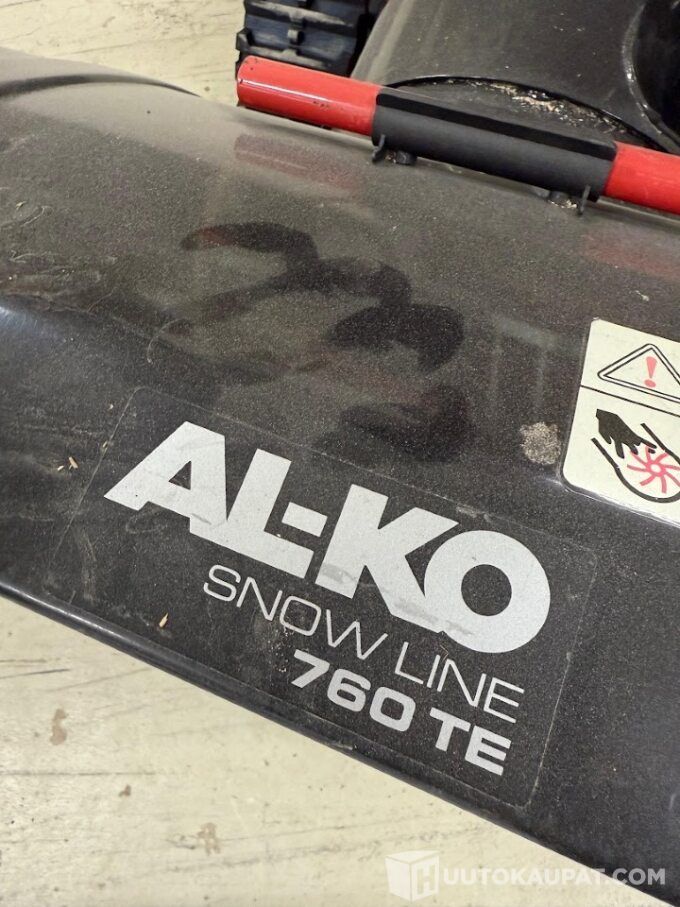 AL-KO
SNOW LINE
760 TE
HUUTOKAUPAT.COM